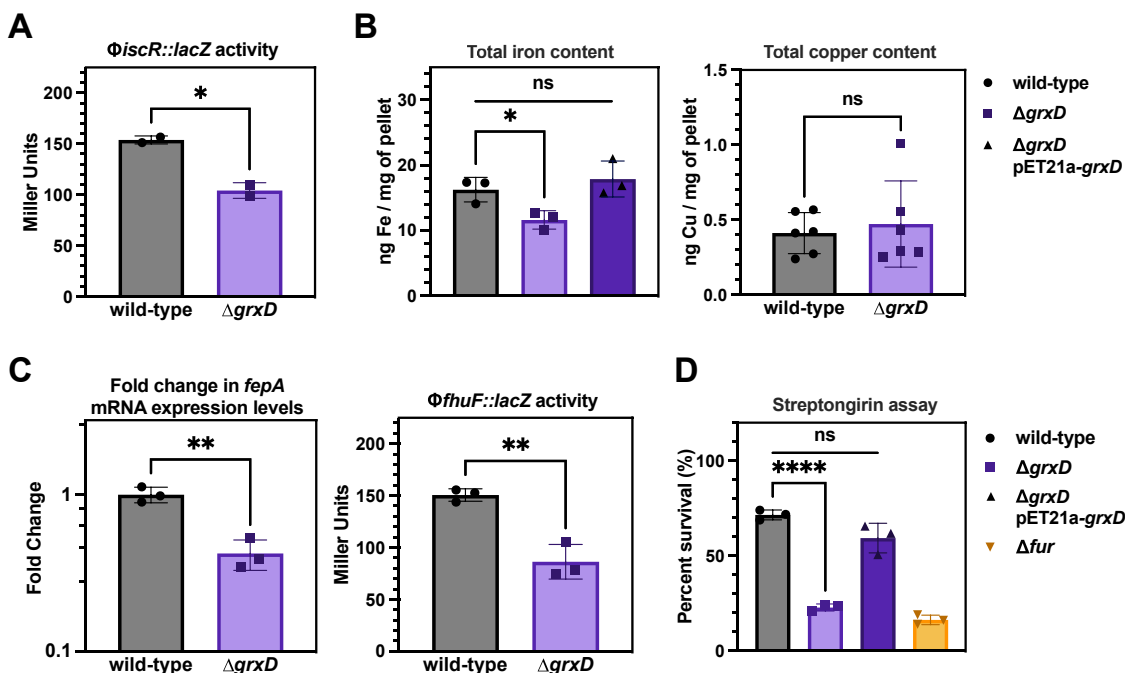 A
ΦiscR::lacZ activity
Miller Units
200
150
100
50
0
*
wild-type
ΔgrxD
B
Total iron content
ng Fe / mg of pellet
30
20
10
0
ns
*
Total copper content
ng Cu / mg of pellet
1.5
1.0
0.5
0.0
ns
wild-type
ΔgrxD
wild-type
ΔgrxD
ΔgrxD
pET21a-grxD
C
Fold change in fepA
mRNA expression levels
Fold Change
1
0.1
**
wild-type
ΔgrxD
ΦfhuF::lacZ activity
Miller Units
200
150
100
50
0
**
wild-type
ΔgrxD
D
Streptongirin assay
Percent survival (%)
100
50
0
ns
****
wild-type
ΔgrxD
ΔgrxD
pET21a-grxD
Δfur